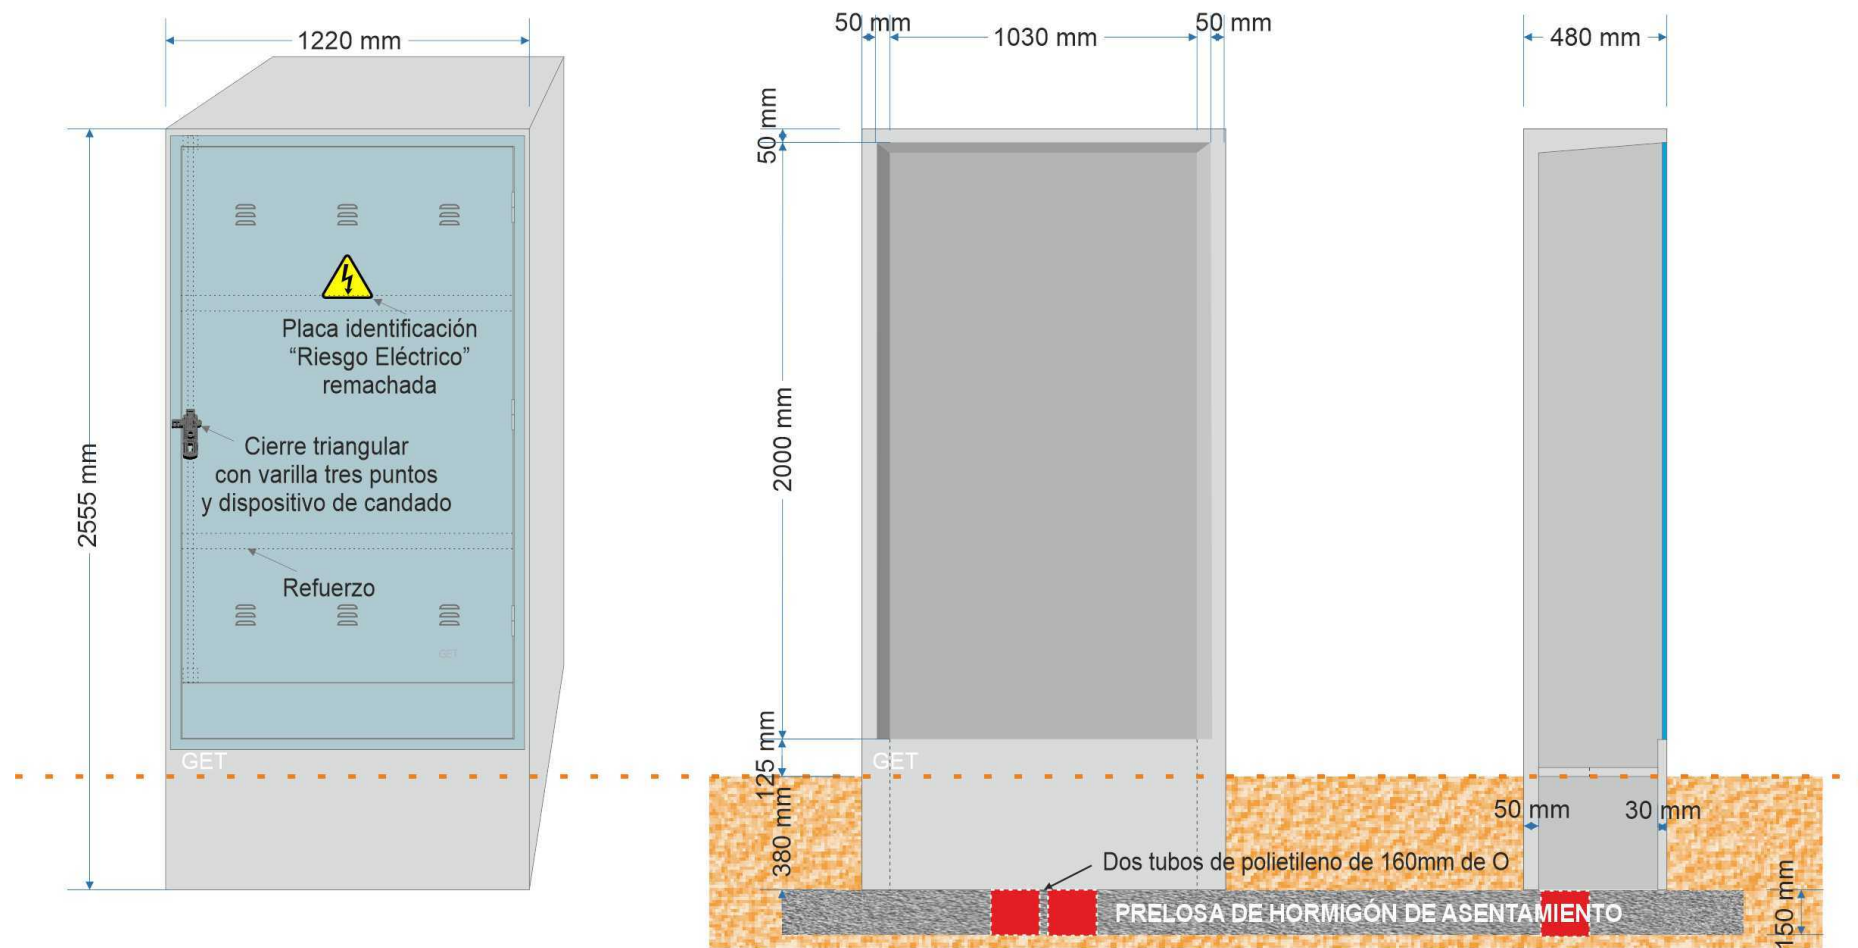 1220 mm
2555 mm
Placa identificación
“Riesgo Eléctrico”
remachada
Cierre triangular
con varilla tres puntos
y dispositivo de candado
Refuerzo
GET
GET
50 mm
1030 mm
50 mm
50 mm
2000 mm
125 mm
380 mm
GET
Dos tubos de polietileno de 160mm de O
PRELOSA DE HORMIGÓN DE ASENTAMIENTO
480 mm
50 mm
30 mm
150 mm